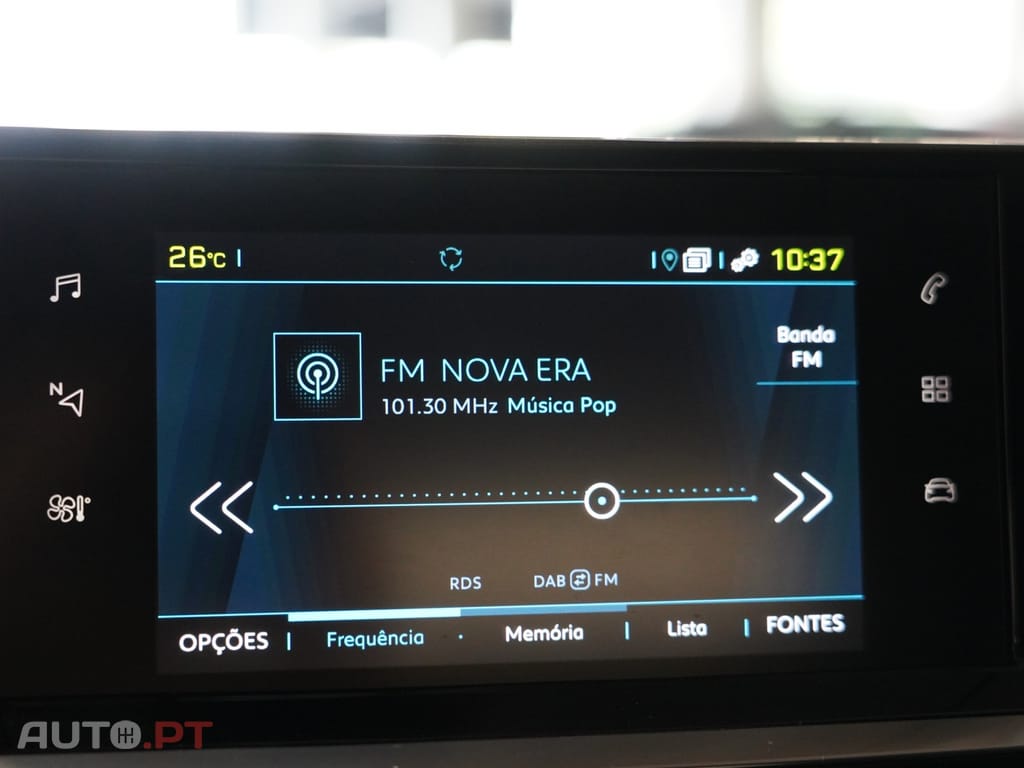 26°C
10:37
Banda
FM
FM NOVA ERA
101.30 MHz Música Pop
N
RDS
DAB FM
OPÇÕES
Frequência
Memória
Lista
FONTES
AUTO.PT